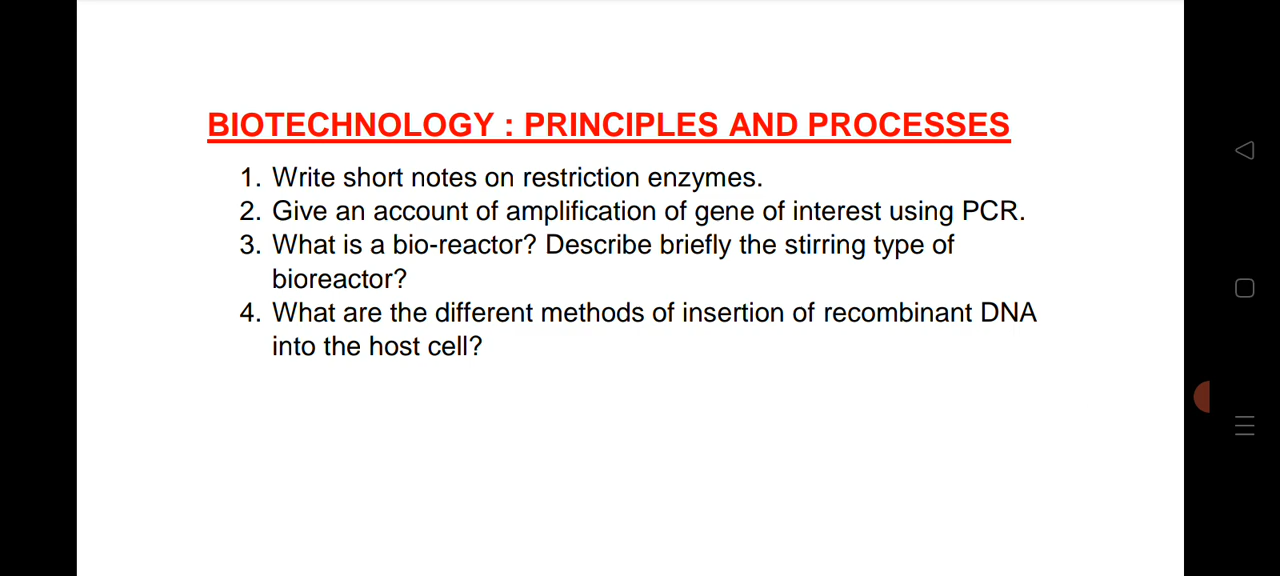 BIOTECHNOLOGY : PRINCIPLES AND PROCESSES
1. Write short notes on restriction enzymes.
2. Give an account of amplification of gene of interest using PCR.
3. What is a bio-reactor? Describe briefly the stirring type of
bioreactor?
4. What are the different methods of insertion of recombinant DNA
into the host cell?